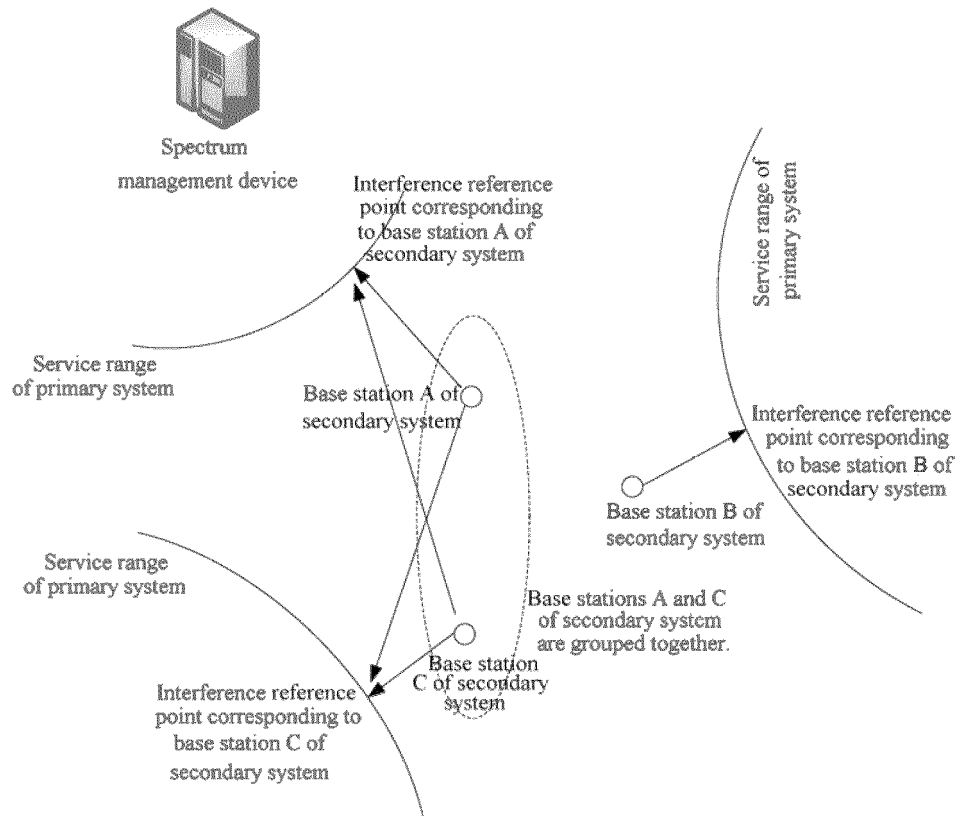 Spectrum
management device
Interference reference
point corresponding
to base station A of
secondary system
Service range of
primary system
Service range
of primary system
Base station A of
secondary system
Interference reference
point corresponding
to base station B of
secondary system
Base station B of
secondary system
Service range
of primary system
Base stations A and C
of secondary system
are grouped together.
Base station
C of secondary
system
Interference reference
point corresponding to
base station C of
secondary system